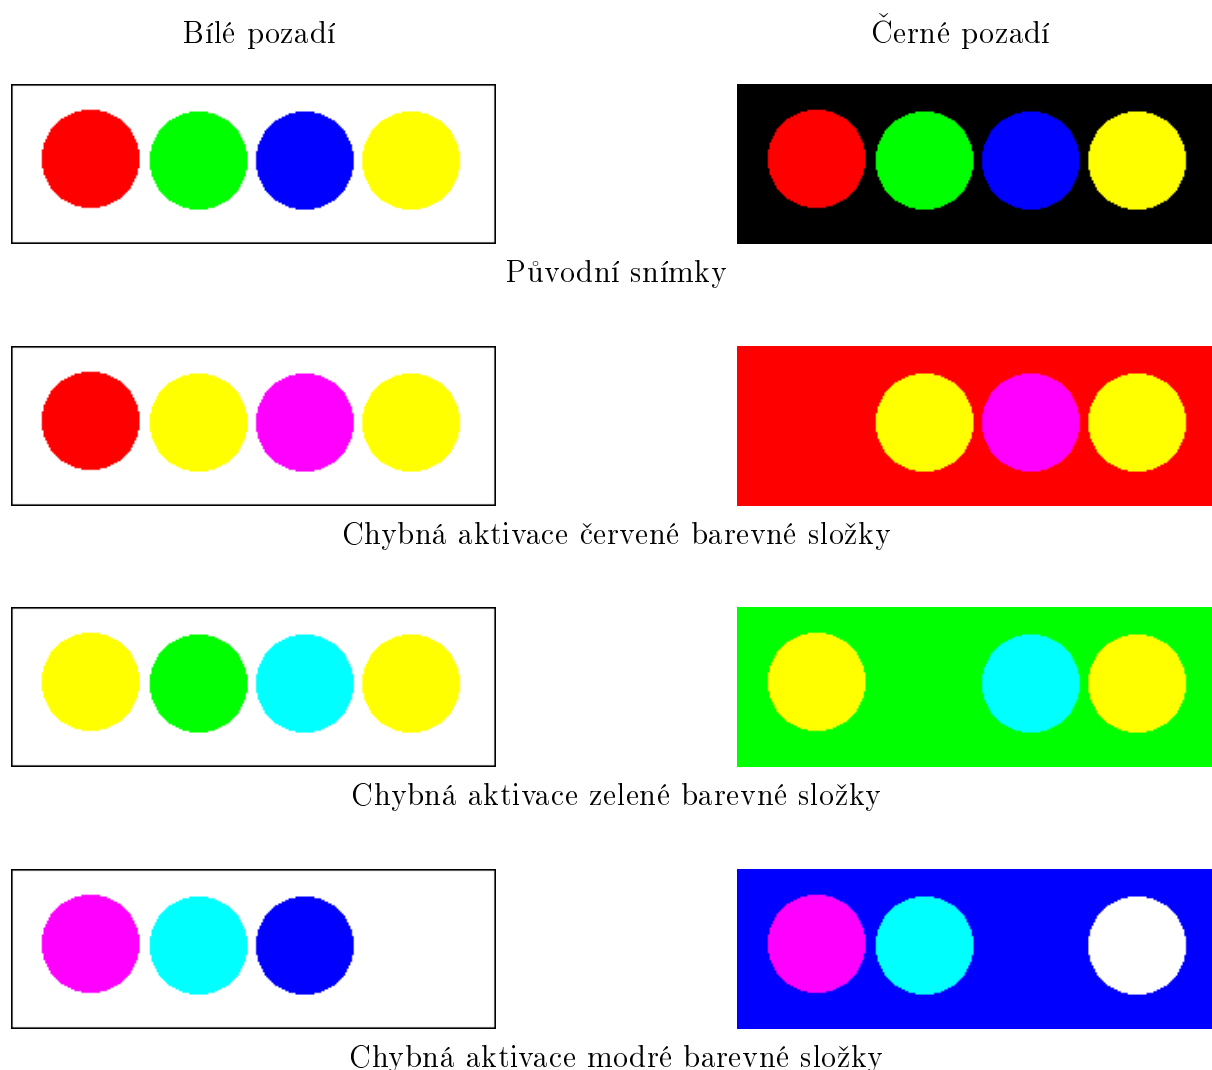 Bílé pozadí
Černé pozadí
Původní snímky
Chybná aktivace červené barevné složky
Chybná aktivace zelené barevné složky
Chybná aktivace modré barevné složky